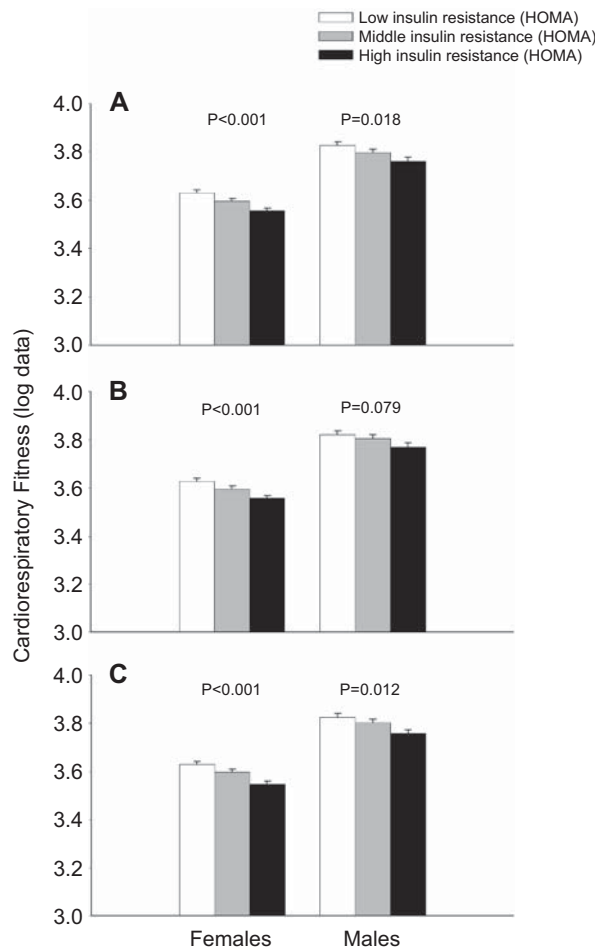 Low insulin resistance (HOMA)
Middle insulin resistance (HOMA)
High insulin resistance (HOMA)
Cardiorespiratory Fitness (log data)
A
P<0.001 P=0.018
4.0
3.8
3.6
3.4
3.2
3.0
B
P<0.001 P=0.079
4.0
3.8
3.6
3.4
3.2
3.0
C
P<0.001 P=0.012
4.0
3.8
3.6
3.4
3.2
3.0
Females Males